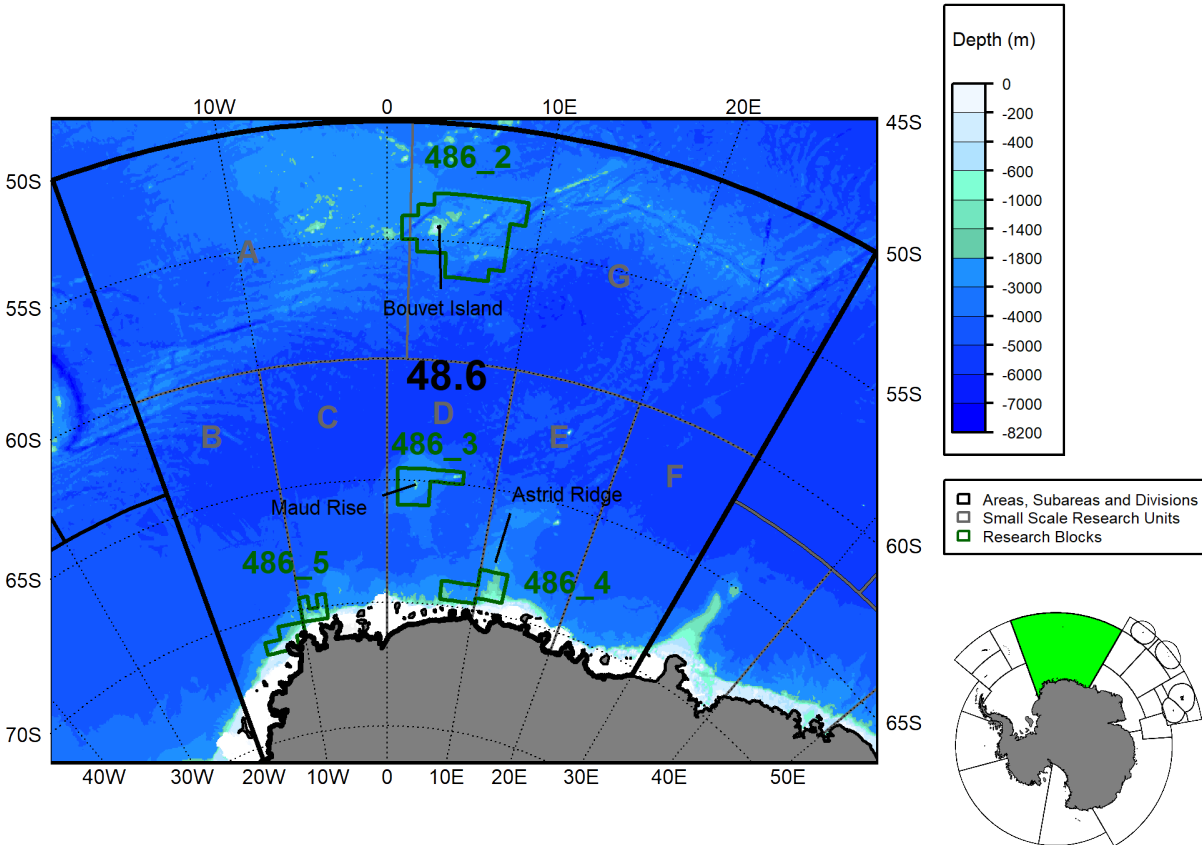 Depth (m)
0
-200
-400
-600
-1000
-1400
-1800
-3000
-4000
-5000
-6000
-7000
-8200
10W
0
10E
20E
45S
50S
486_2
A
G
50S
55S
Bouvet Island
48.6
55S
C
D
B
E
60S
486_3
F
Maud Rise
Astrid Ridge
Areas, Subareas and Divisions
Small Scale Research Units
Research Blocks
60S
486_5
486_4
65S
65S
70S
40W
30W
20W
10W
0
10E
20E
30E
40E
50E